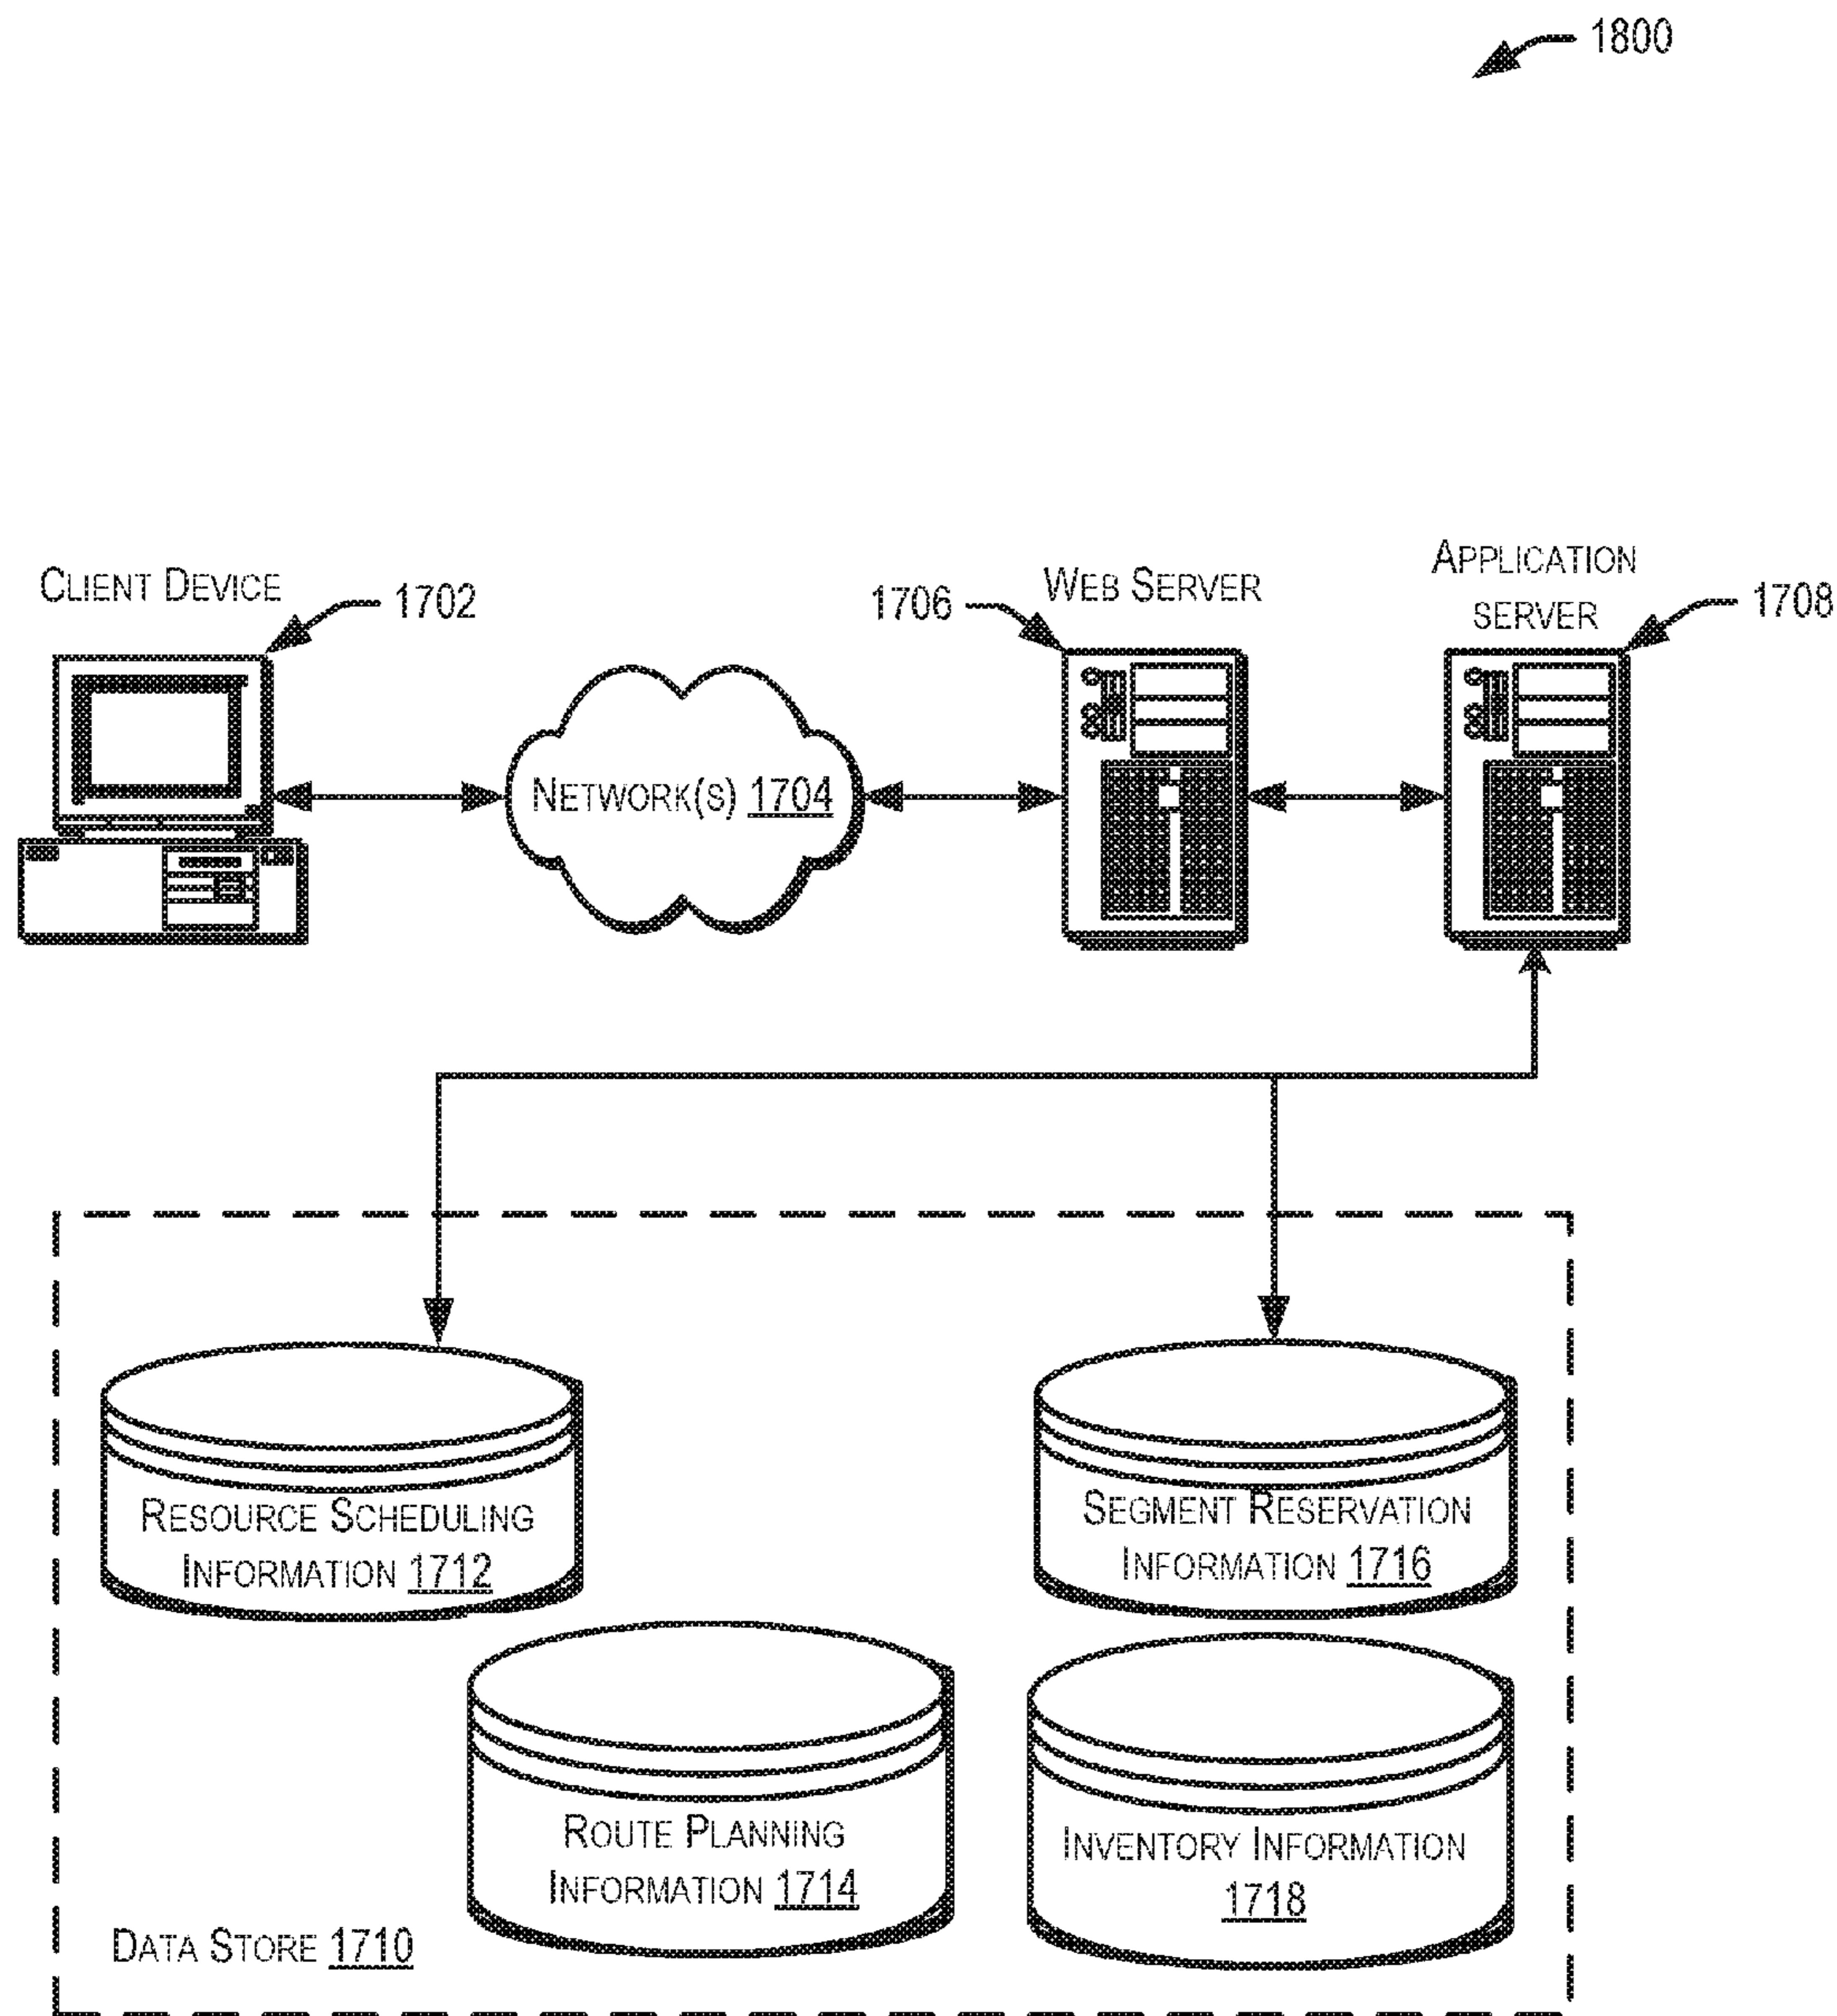 1800
CLIENT DEVICE
1702
NETWORK(S) 1704
1706
WEB SERVER
APPLICATION
SERVER
1708
RESOURCE SCHEDULING
INFORMATION 1712
SEGMENT RESERVATION
INFORMATION 1716
ROUTE PLANNING
INFORMATION 1714
INVENTORY INFORMATION
1718
DATA STORE 1710